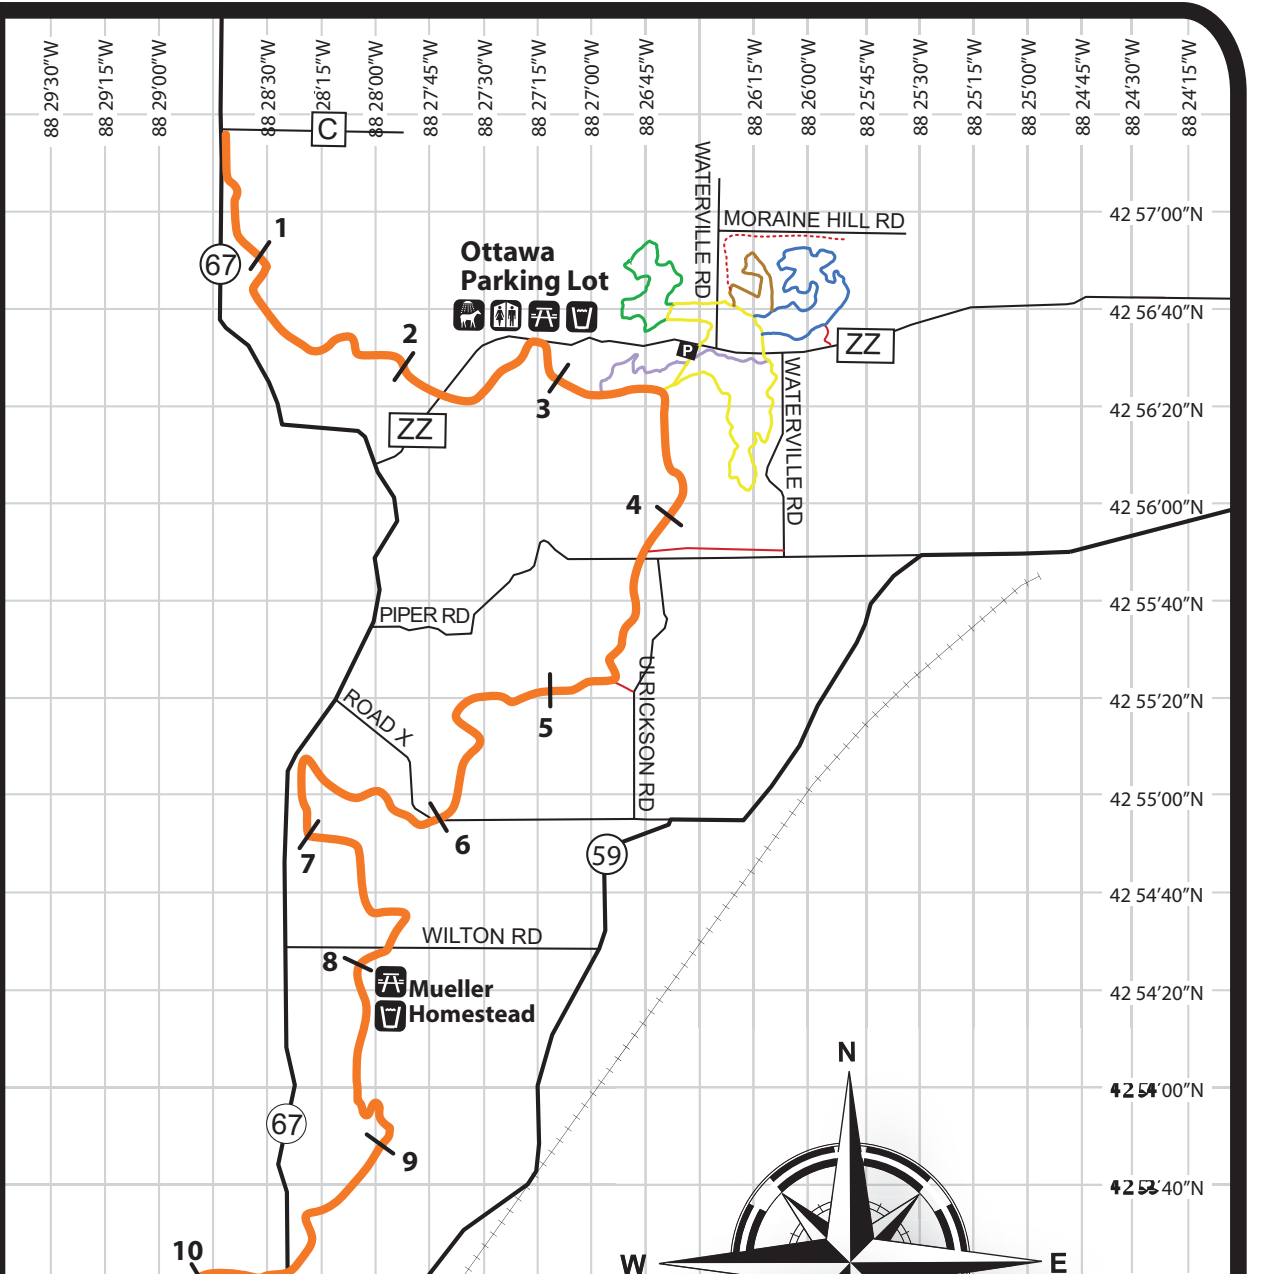 88 29'30"W
88 29'15"W
88 29'00"W
88 28'30"W
88 28'15"W
88 28'00"W
88 27'45"W
88 27'30"W
88 27'15"W
88 27'00"W
88 26'45"W
88 26'15"W
88 26'00"W
88 25'45"W
88 25'30"W
88 25'15"W
88 24'45"W
88 24'30"W
88 24'15"W
C
WATERVILLE RD
MORAINE HILL RD
42 57'00"N
1
67
Ottawa
Parking Lot
42 56'40"N
2
P
ZZ
3
ZZ
WATERVILLE RD
42 56'20"N
4
42 56'00"N
PIPER RD
42 55'40"N
ROAD X
ULRICKSON RD
5
42 55'20"N
42 55'00"N
6
7
59
42 54'40"N
WILTON RD
8
Mueller
Homestead
42 54'20"N
N
67
9
10
W
E